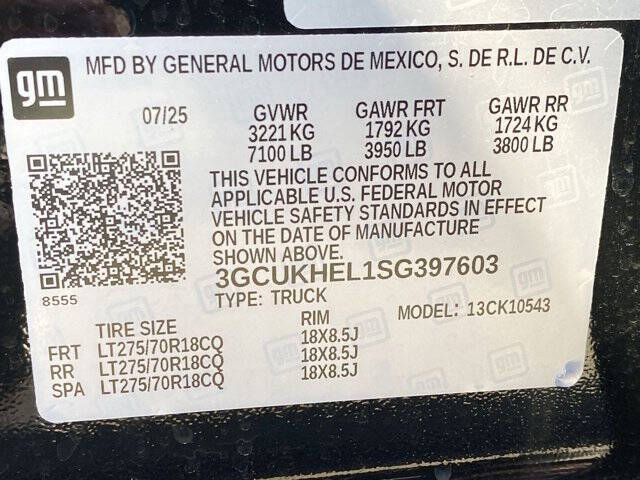 gm
MFD BY GENERAL MOTORS DE MEXICO, S. DE R.L. DE C.V.
07/25 GVWR GAWR FRT GAWR RR
3221 KG 1792 KG 1724 KG
7100 LB 3950 LB 3800 LB
THIS VEHICLE CONFORMS TO ALL
APPLICABLE U.S. FEDERAL MOTOR
VEHICLE SAFETY STANDARDS IN EFFECT
ON THE DATE OF MANUFACTURE
SHOWN ABOVE.
3GCUKHEL1SG397603
8555
TYPE: TRUCK MODEL: 13CK10543
TIRE SIZE RIM
FRT LT275/70R18CQ 18X8.5J
RR LT275/70R18CQ 18X8.5J
SPA LT275/70R18CQ 18X8.5J